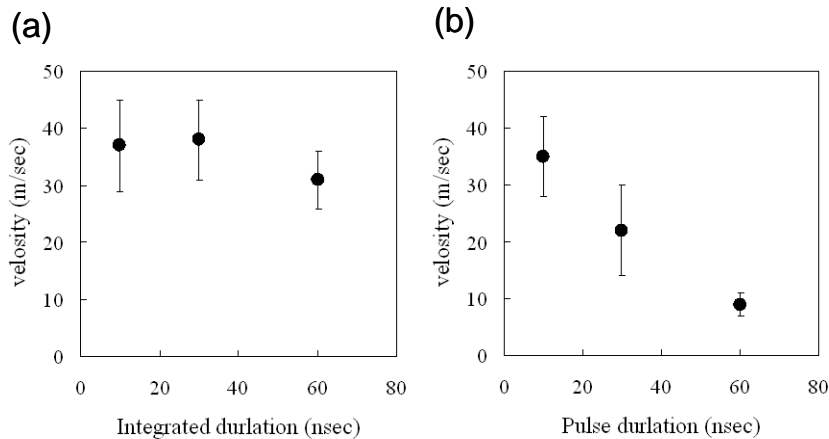 (a)
50
40
30
20
10
0
velosity (m/sec)
0 20 40 60 80
Integrated durlation (nsec)
(b)
50
40
30
20
10
0
velosity (m/sec)
0 20 40 60 80
Pulse durlation (nsec)